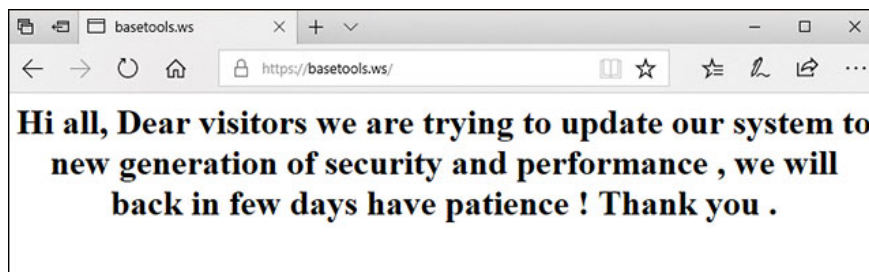 basetools.ws
https://basetools.ws/
Hi all, Dear visitors we are trying to update our system to
new generation of security and performance , we will
back in few days have patience ! Thank you .